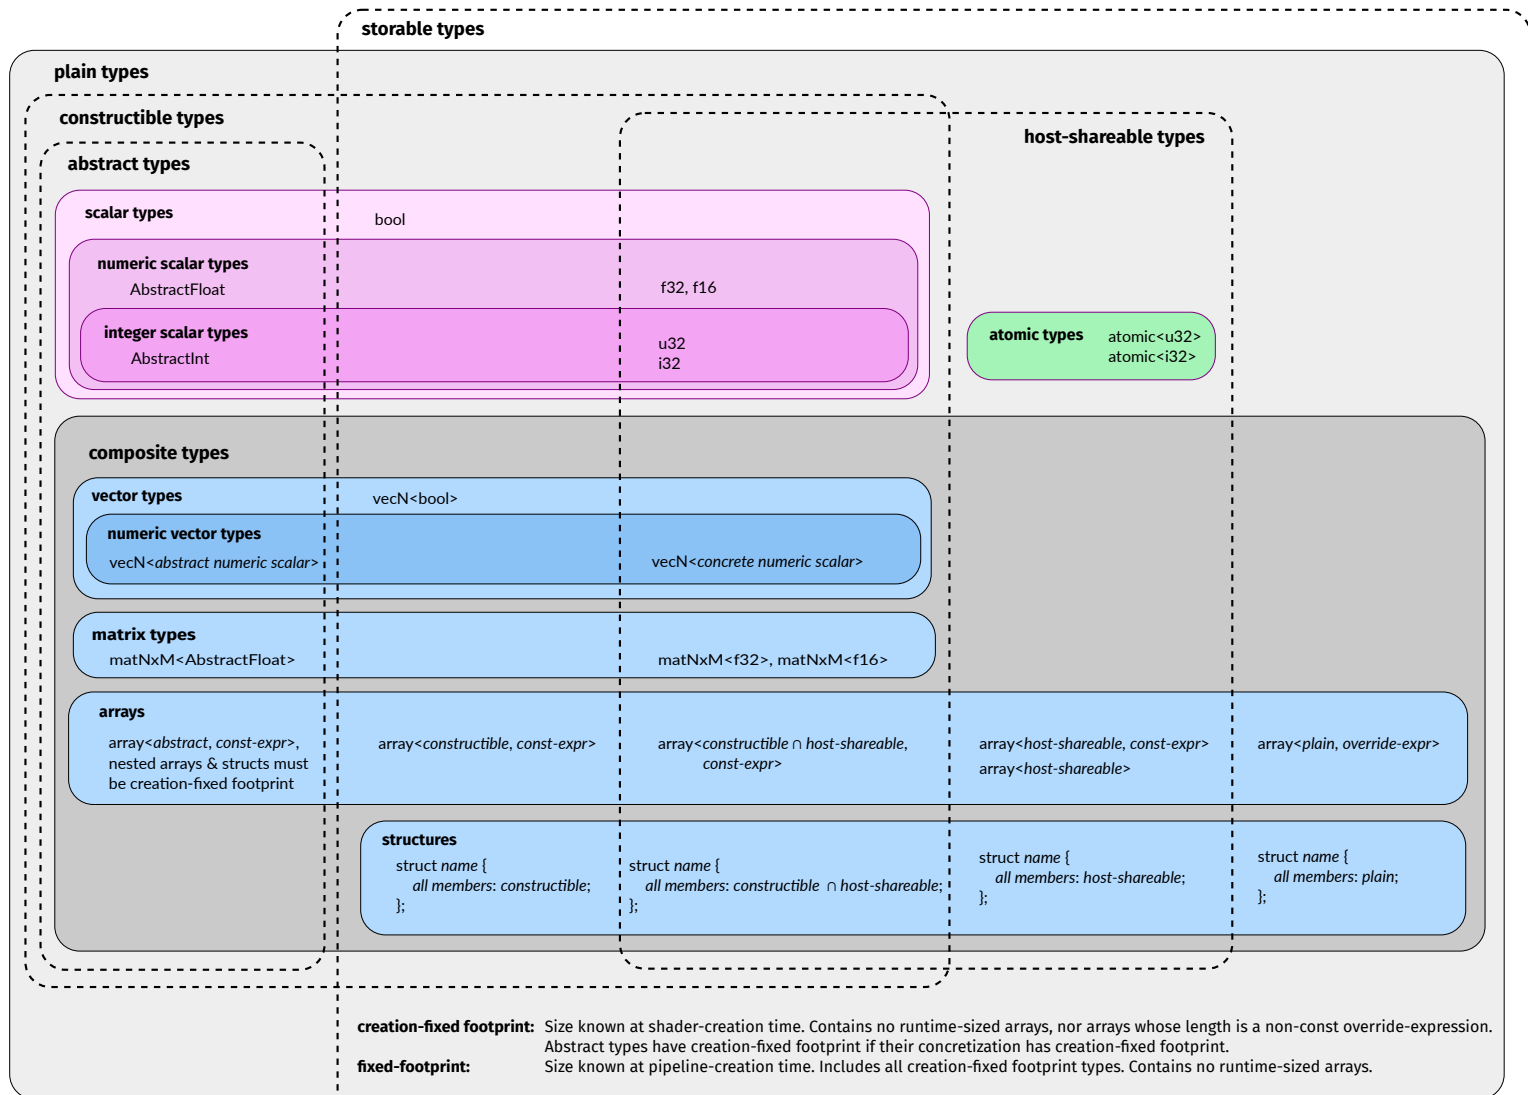 storable types
plain types
constructible types
host-shareable types
abstract types
scalar types
bool
numeric scalar types
AbstractFloat
f32, f16
integer scalar types
AbstractInt
u32
i32
atomic types
atomic<u32>
atomic<i32>
composite types
vector types
vecN<bool>
numeric vector types
vecN<abstract numeric scalar>
vecN<concrete numeric scalar>
matrix types
matNxM<AbstractFloat>
matNxM<f32>, matNxM<f16>
arrays
array<abstract, const-expr>,
nested arrays & structs must
be creation-fixed footprint
array<constructible, const-expr>
array<constructible ∩ host-shareable,
const-expr>
array<host-shareable, const-expr>
array<host-shareable>
array<plain, override-expr>
structures
struct name {
all members: constructible;
};
struct name {
all members: constructible ∩ host-shareable;
};
struct name {
all members: host-shareable;
};
struct name {
all members: plain;
};
creation-fixed footprint: Size known at shader-creation time. Contains no runtime-sized arrays, nor arrays whose length is a non-const override-expression.
Abstract types have creation-fixed footprint if their concretization has creation-fixed footprint.
fixed-footprint: Size known at pipeline-creation time. Includes all creation-fixed footprint types. Contains no runtime-sized arrays.